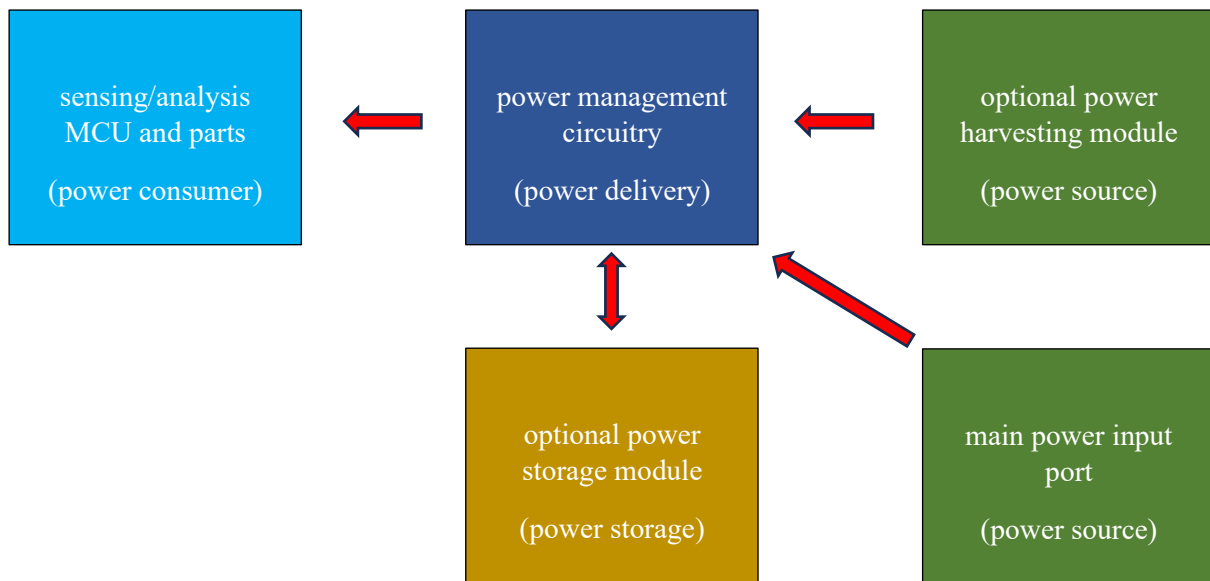 sensing/analysis
MCU and parts
(power consumer)
power management
circuitry
(power delivery)
optional power
harvesting module
(power source)
optional power
storage module
(power storage)
main power input
port
(power source)